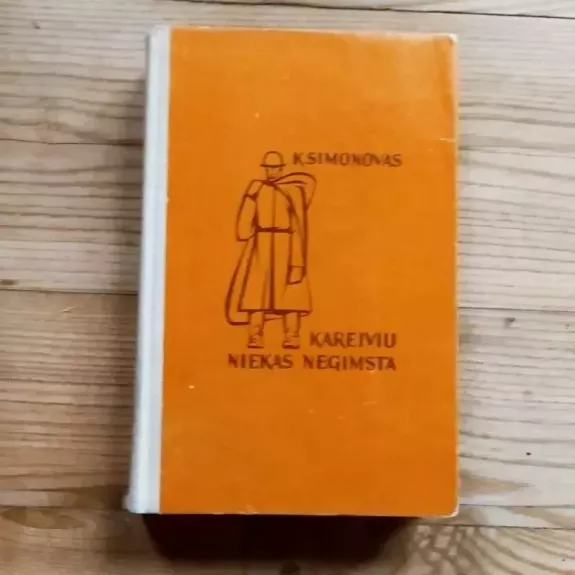 K. SIMONOVAS
KAREIVIU
NIEKAS NEGIMSTA